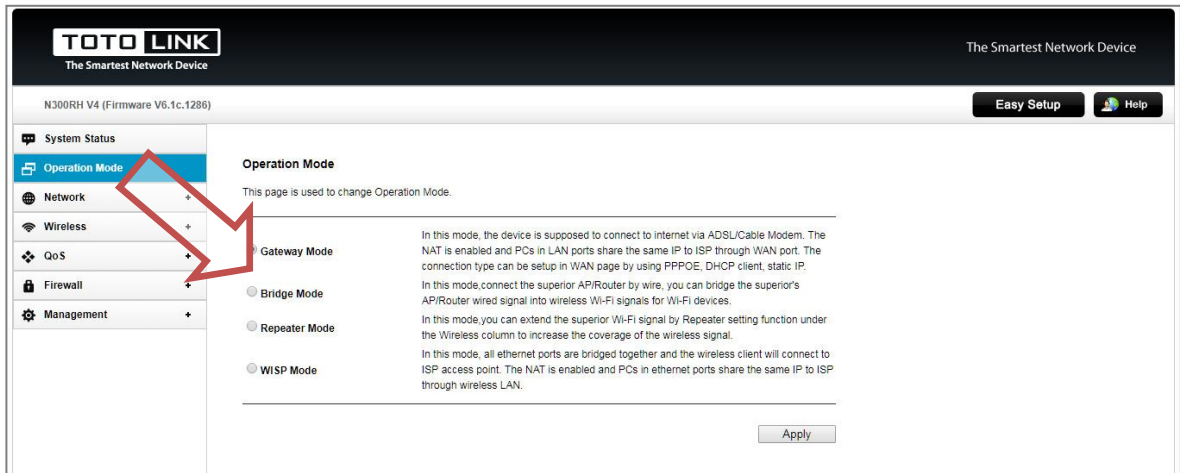 TOTO LINK
The Smartest Network Device
The Smartest Network Device
N300RH V4 (Firmware V6.1c.1286)
Easy Setup
Help
System Status
Operation Mode
Network +
Wireless +
QoS +
Firewall +
Management +
Operation Mode
This page is used to change Operation Mode.
Gateway Mode
In this mode, the device is supposed to connect to internet via ADSL/Cable Modem. The
NAT is enabled and PCs in LAN ports share the same IP to ISP through WAN port. The
connection type can be setup in WAN page by using PPPOE, DHCP client, static IP.
Bridge Mode
In this mode,connect the superior AP/Router by wire, you can bridge the superior's
AP/Router wired signal into wireless Wi-Fi signals for Wi-Fi devices.
Repeater Mode
In this mode,you can extend the superior Wi-Fi signal by Repeater setting function under
the Wireless column to increase the coverage of the wireless signal.
WISP Mode
In this mode, all ethernet ports are bridged together and the wireless client will connect to
ISP access point. The NAT is enabled and PCs in ethernet ports share the same IP to ISP
through wireless LAN.
Apply